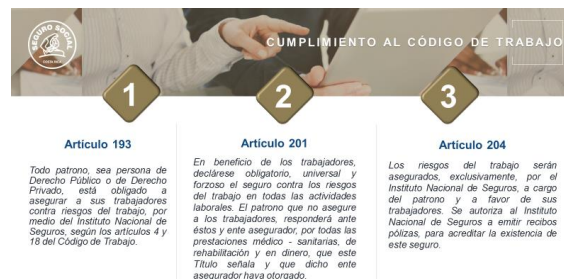 SEGURO SOCIAL
COSTA RICA
CUMPLIMIENTO AL CÓDIGO DE TRABAJO
1
Artículo 193
Todo patrono, sea persona de
Derecho Público o de Derecho
Privado, está obligado a
asegurar a sus trabajadores
contra riesgos del trabajo, por
medio del Instituto Nacional de
Seguros, según los artículos 4 y
18 del Código de Trabajo.
2
Artículo 201
En beneficio de los trabajadores,
declárese obligatorio, universal y
forzoso el seguro contra los riesgos
del trabajo en todas las actividades
laborales. El patrono que no asegure
a los trabajadores, responderá ante
éstos y ente asegurador, por todas las
prestaciones médico - sanitarias, de
rehabilitación y en dinero, que este
Título señala y que dicho ente
asegurador haya otorgado.
3
Artículo 204
Los riesgos del trabajo serán
asegurados, exclusivamente, por el
Instituto Nacional de Seguros, a cargo
del patrono y a favor de sus
trabajadores. Se autoriza al Instituto
Nacional de Seguros a emitir recibos
pólizas, para acreditar la existencia de
este seguro.